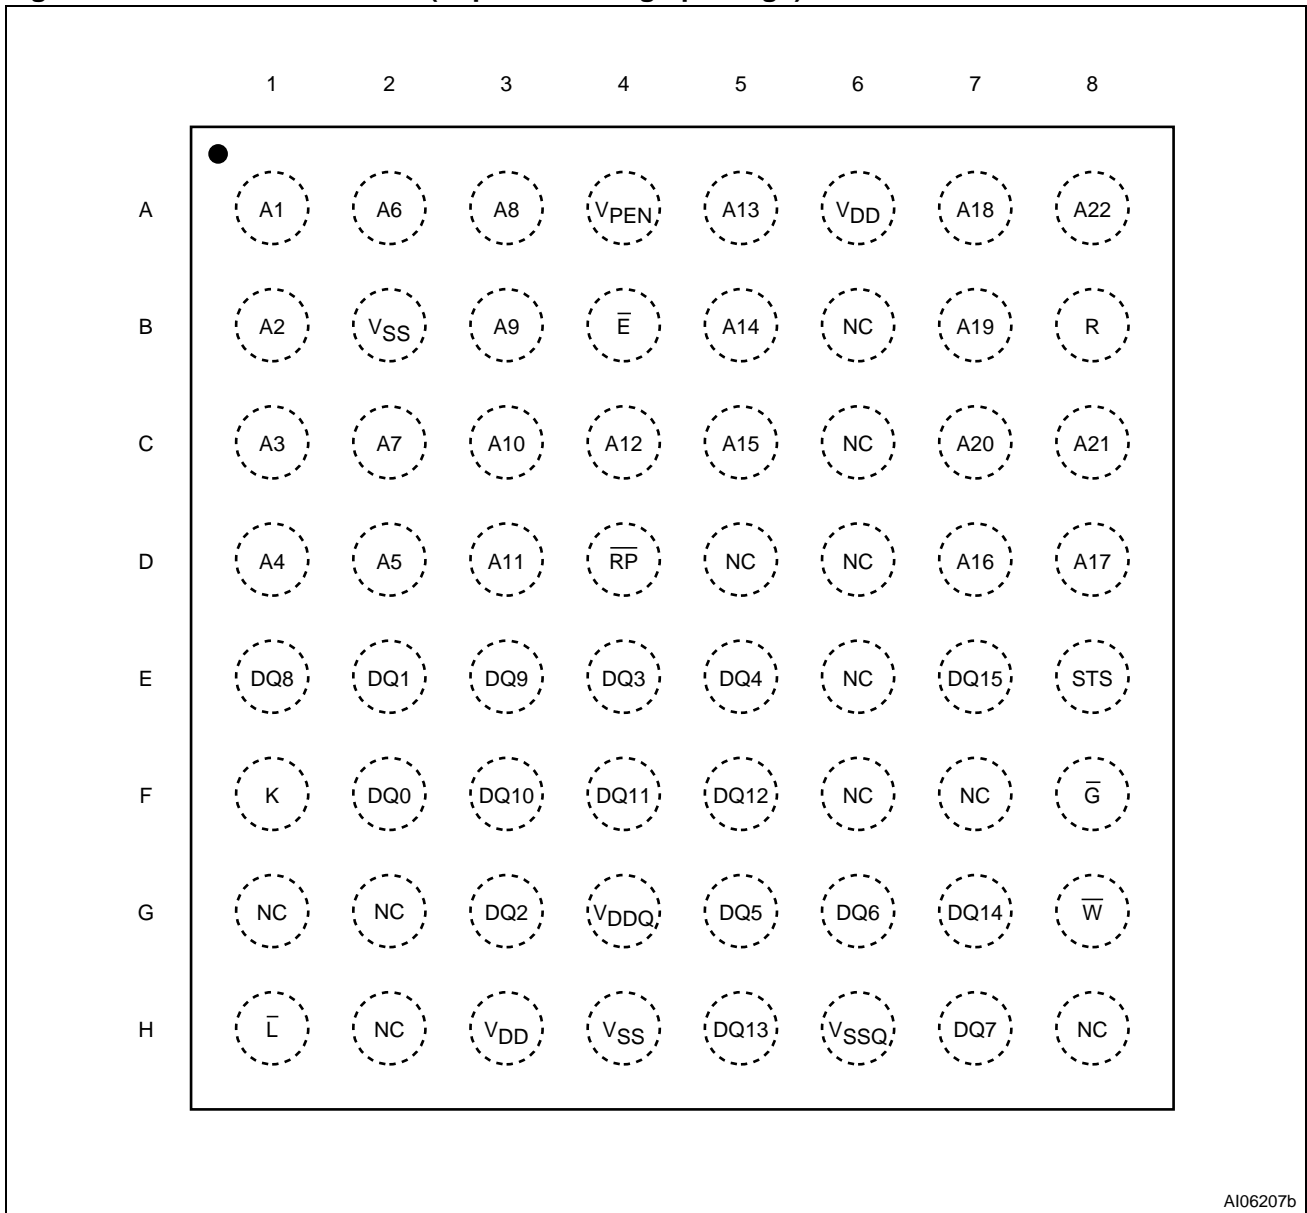 1 2 3 4 5 6 7 8
A A1 A6 A8 VPEN A13 VDD A18 A22
B A2 VSS A9 E̅ A14 NC A19 R
C A3 A7 A10 A12 A15 NC A20 A21
D A4 A5 A11 R̅P̅ NC NC A16 A17
E DQ8 DQ1 DQ9 DQ3 DQ4 NC DQ15 STS
F K DQ0 DQ10 DQ11 DQ12 NC NC G̅
G NC NC DQ2 VDDQ DQ5 DQ6 DQ14 W̅
H L̅ NC VDD VSS DQ13 VSSQ DQ7 NC
AI06207b